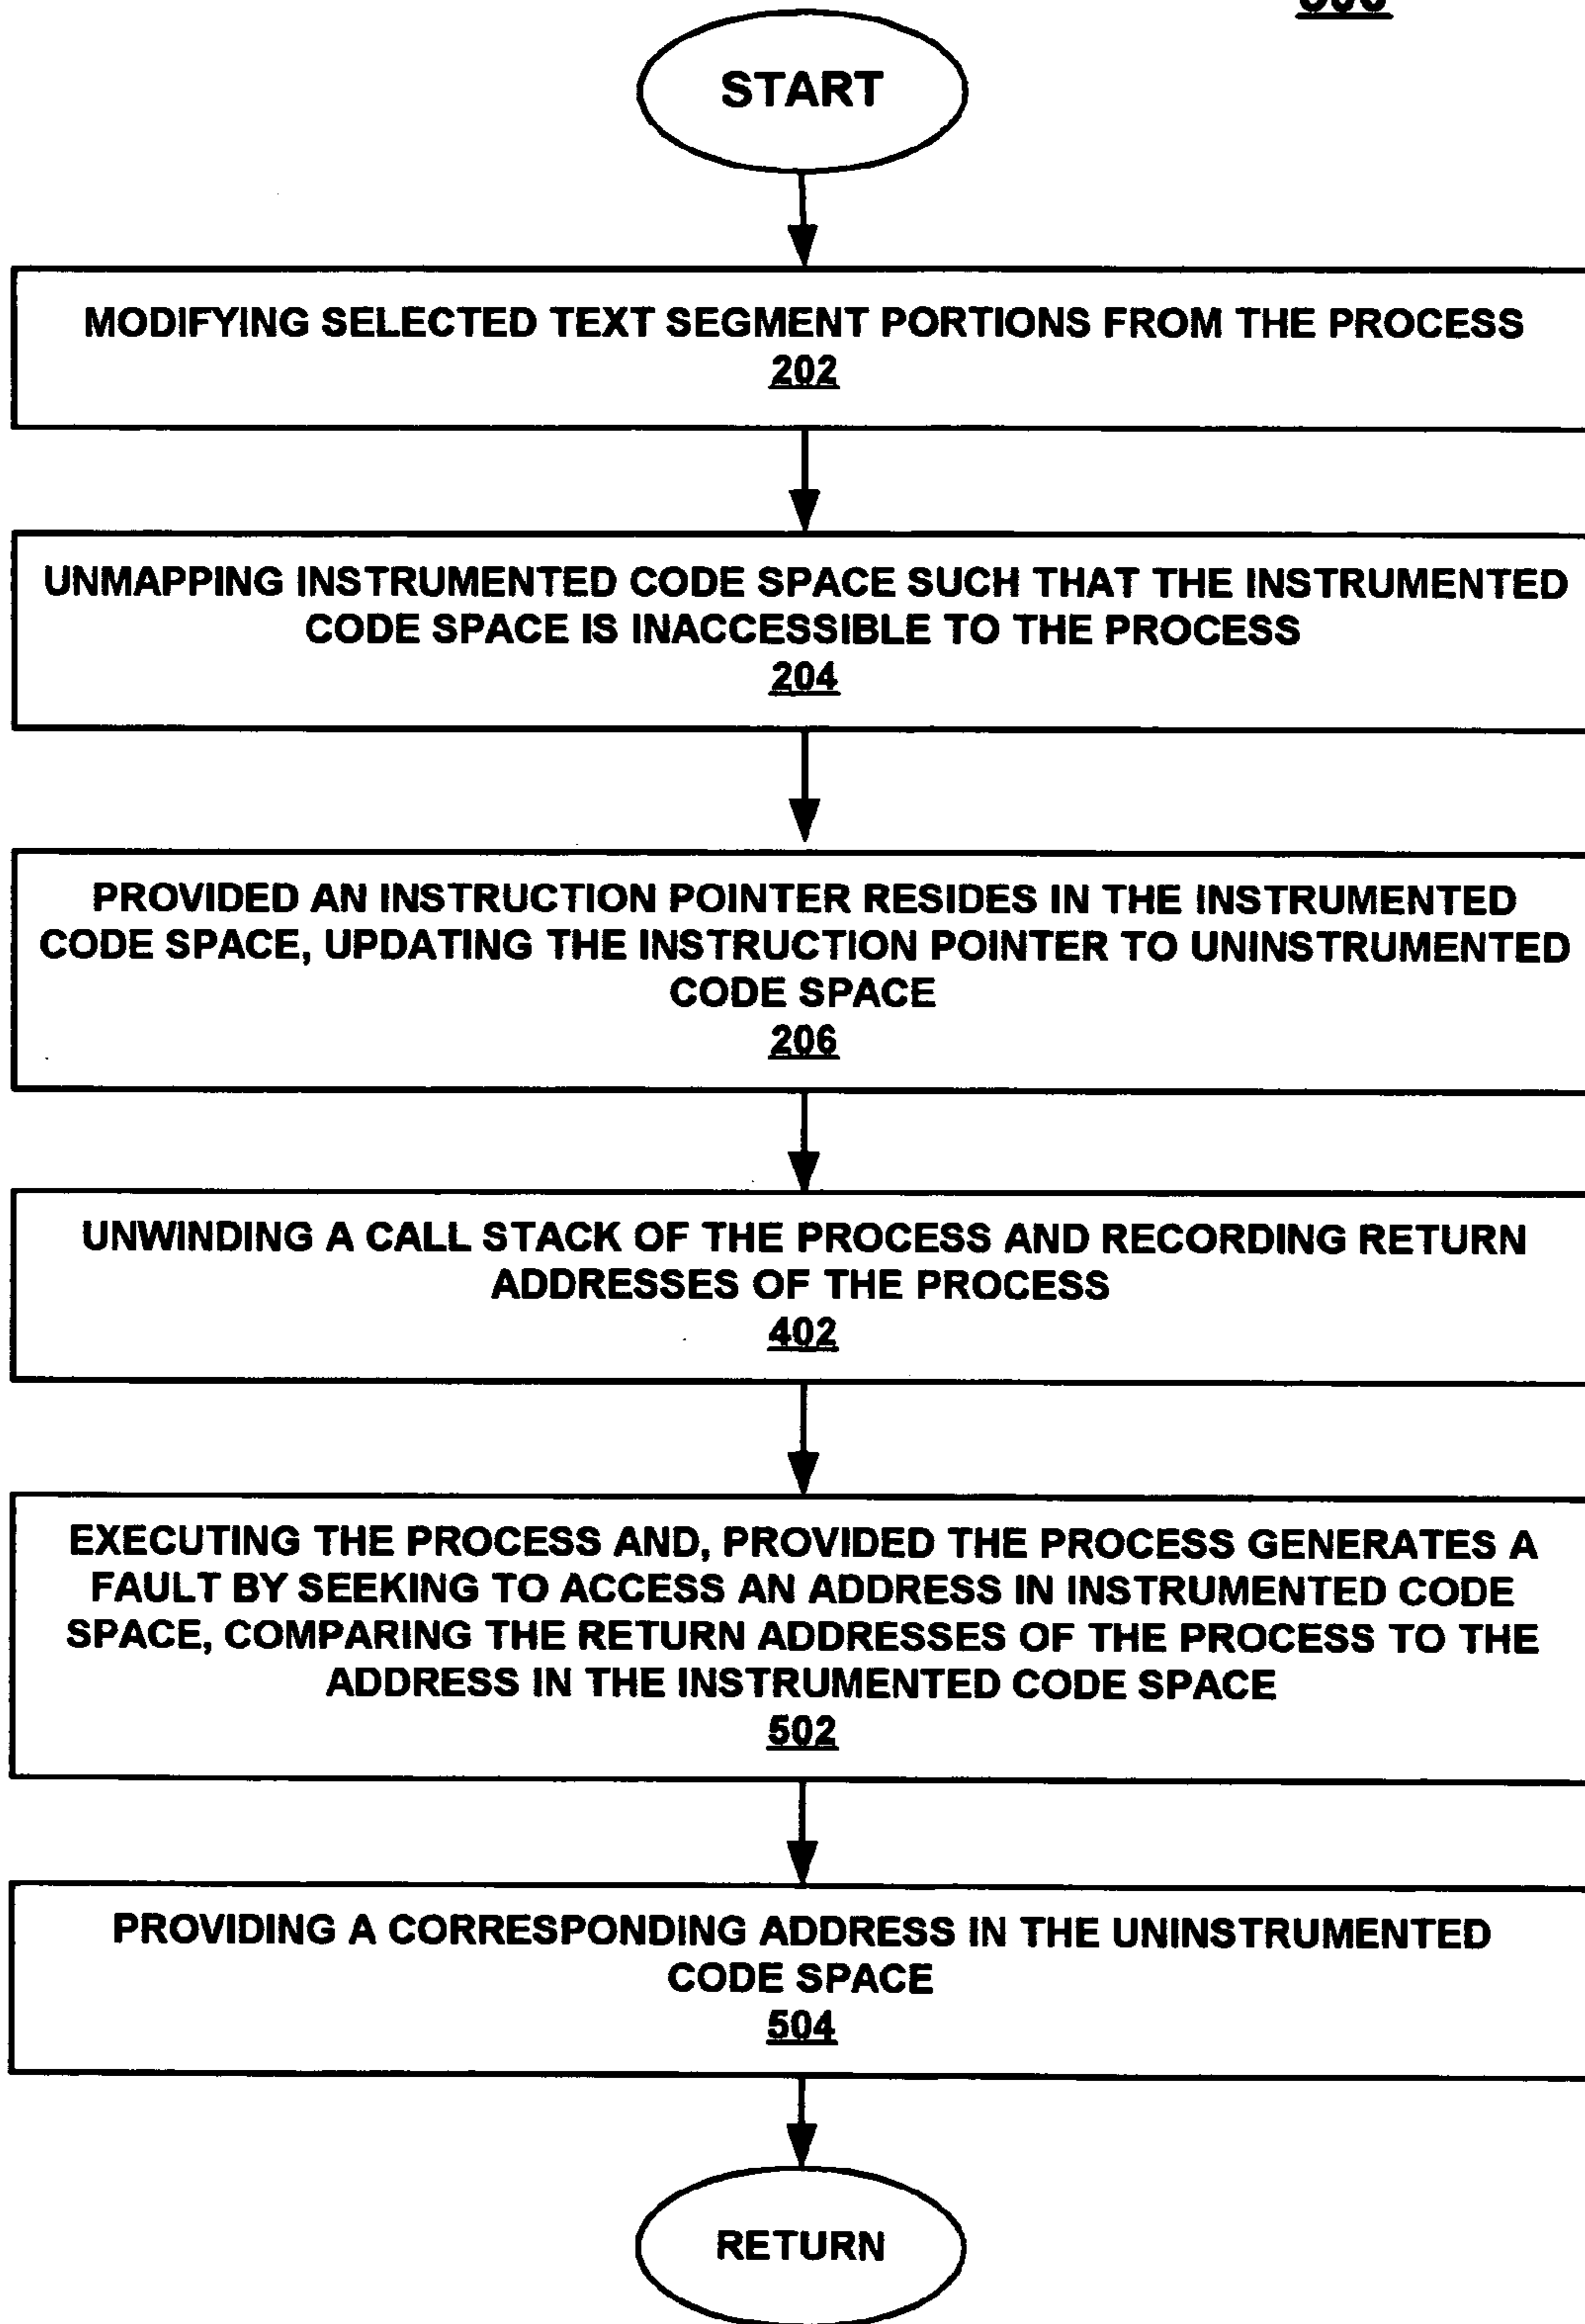 START
MODIFYING SELECTED TEXT SEGMENT PORTIONS FROM THE PROCESS
202
UNMAPPING INSTRUMENTED CODE SPACE SUCH THAT THE INSTRUMENTED
CODE SPACE IS INACCESSIBLE TO THE PROCESS
204
PROVIDED AN INSTRUCTION POINTER RESIDES IN THE INSTRUMENTED
CODE SPACE, UPDATING THE INSTRUCTION POINTER TO UNINSTRUMENTED
CODE SPACE
206
UNWINDING A CALL STACK OF THE PROCESS AND RECORDING RETURN
ADDRESSES OF THE PROCESS
402
EXECUTING THE PROCESS AND, PROVIDED THE PROCESS GENERATES A
FAULT BY SEEKING TO ACCESS AN ADDRESS IN INSTRUMENTED CODE
SPACE, COMPARING THE RETURN ADDRESSES OF THE PROCESS TO THE
ADDRESS IN THE INSTRUMENTED CODE SPACE
502
PROVIDING A CORRESPONDING ADDRESS IN THE UNINSTRUMENTED
CODE SPACE
504
RETURN